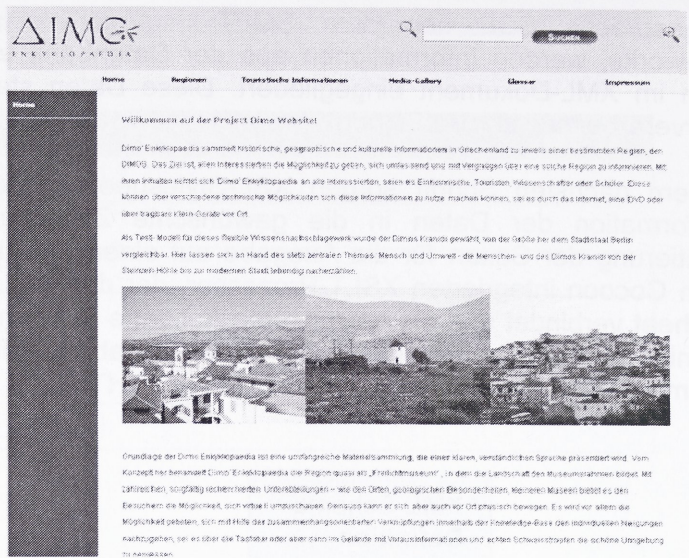 ΔIMOς
ENKYKLOPAEDIA
Suche
Home Regionen Touristische Informationen Media-Gallery Glossar Impressum
Home
Willkommen auf der Project Dimo Website!
Dimo' Enkyklopaedia sammelt historische, geographische und kulturelle Informationen in Griechenland zu jeweils einer bestimmten Region, den
DIMOS. Das Ziel ist, allen Interessierten die Möglichkeit zu geben, sich umfassend und mit Vergnügen über eine solche Region zu informieren. Mit
ihren Inhalten richtet sich 'Dimo' Enkyklopaedia an alle Interessierten, seien es Einheimische, Touristen, Wissenschaftler oder Schüler. Diese
können über verschiedene technische Möglichkeiten sich diese Informationen zu nutze machen können, sei es durch das Internet, eine DVD oder
über tragbare Klein-Geräte vor Ort.
Als Test- Modell für dieses flexible Wissensnachschlagewerk wurde der Dimos Kranidi gewählt, von der Größe her dem Stadtstaat Berlin
vergleichbar. Hier lassen sich an Hand des stets zentralen Themas 'Mensch und Umwelt' - die Menschen- und des Dimos Kranidi von der
Steinzeit-Höhle bis zur modernen Stadt lebendig nacherzählen.
Grundlage der Dimo Enkyklopaedia ist eine umfangreiche Materialsammlung, die einer klaren, verständlichen Sprache präsentiert wird. Vom
Konzept her behandelt Dimo' Enkyklopaedia die Region quasi als „Freilichtmuseum“, in dem die Landschaft den Museumsrahmen bildet. Mit
zahlreichen, sorgfältig recherchierten Unterabteilungen – wie den Orten, geologischen Besonderheiten, kleineren Museen bietet es den
Besuchern die Möglichkeit, sich virtuell umzuschauen. Genauso kann er sich aber auch vor Ort physisch bewegen. Es wird vor allem die
Möglichkeit geboten, sich mit Hilfe der zusammenhangsorientierten Verknüpfungen innerhalb der Knowledge-Base den individuellen Neigungen
nachzugehen, sei es über die Tastatur oder aber dann im Gelände mit Vorausinformationen und echten Schweisstropfen die schöne Umgebung
zu genießen.